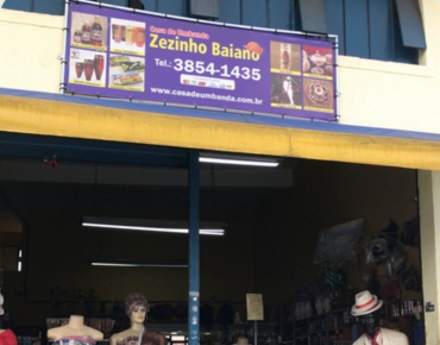 Casa de Umbanda
Zezinho Baiano
Tel.: 3854-1435
www.casadeumbanda.com.br